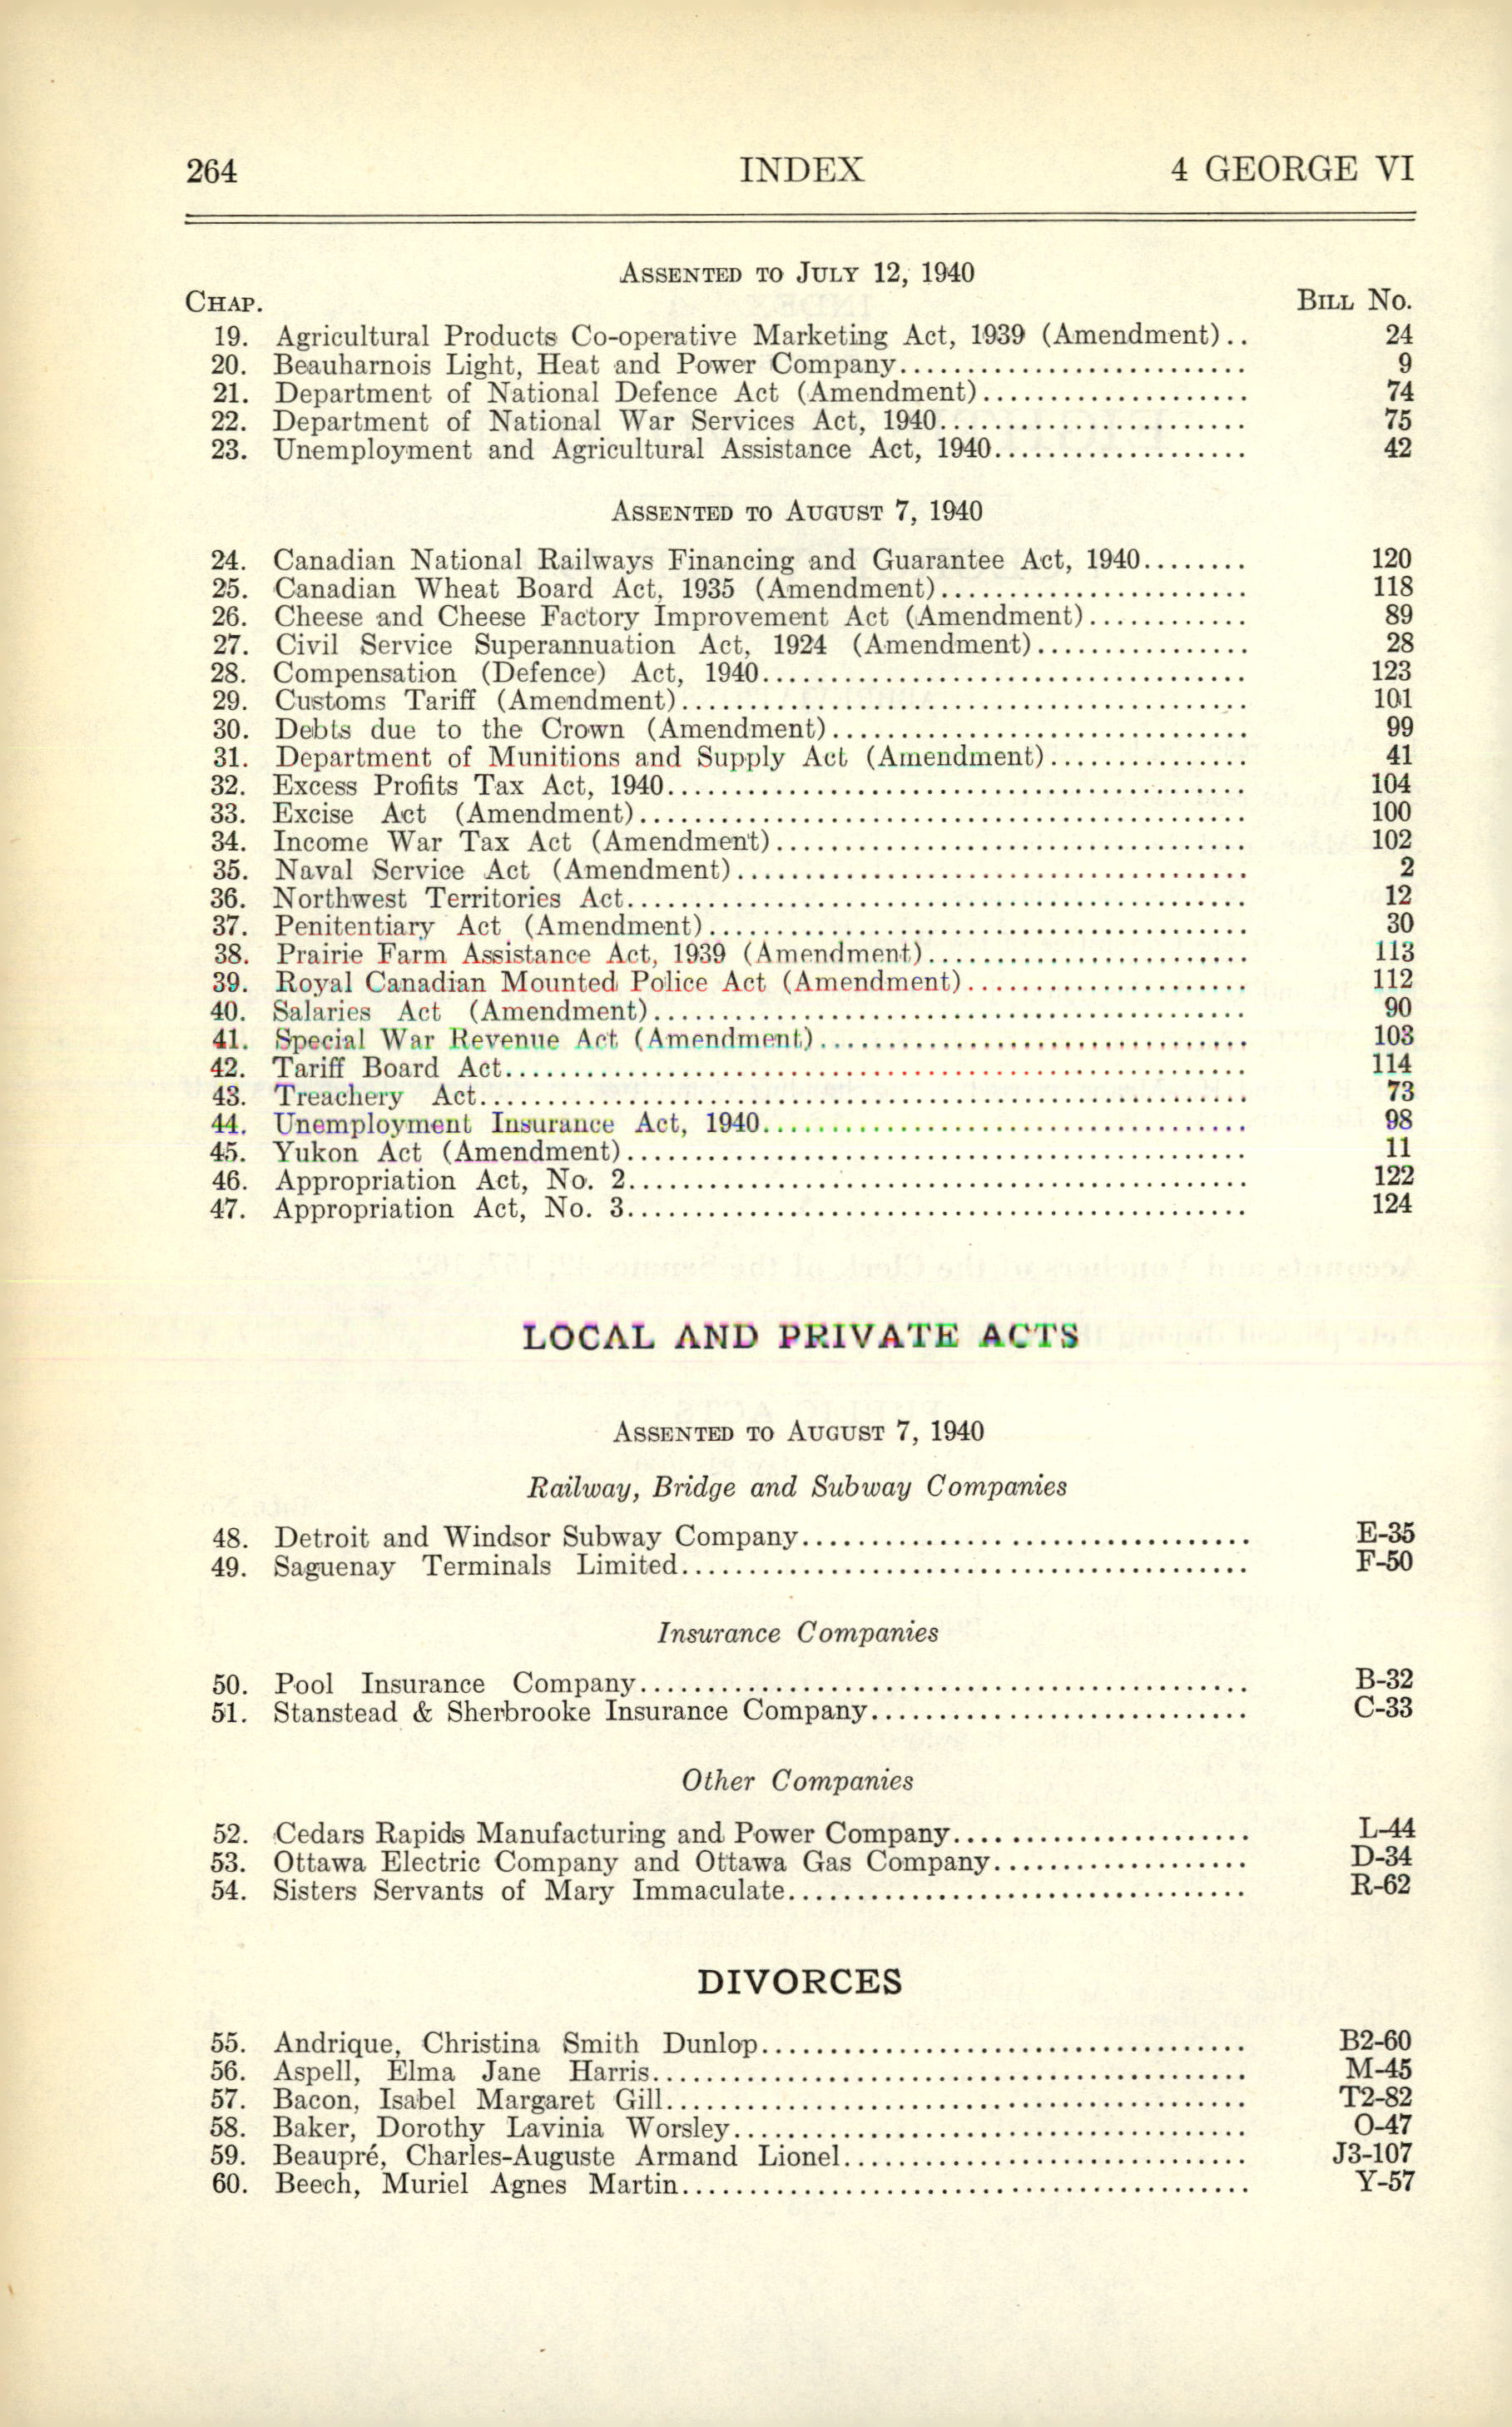 264 INDEX 4 GEORGE VI
ASSENTED TO JULY 12, 1940
CHAP. BILL No.
19. Agricultural Products Co-operative Marketing Act, 1939 (Amendment).. 24
20. Beauharnois Light, Heat and Power Company.......................... 9
21. Department of National Defence Act (Amendment).................... 74
22. Department of National War Services Act, 1940....................... 75
23. Unemployment and Agricultural Assistance Act, 1940................... 42
ASSENTED TO AUGUST 7, 1940
24. Canadian National Railways Financing and Guarantee Act, 1940........ 120
25. Canadian Wheat Board Act, 1935 (Amendment)....................... 118
26. Cheese and Cheese Factory Improvement Act (Amendment)............ 89
27. Civil Service Superannuation Act, 1924 (Amendment)................ 28
28. Compensation (Defence) Act, 1940.................................... 123
29. Customs Tariff (Amendment).......................................... 101
30. Debts due to the Crown (Amendment)............................... 99
31. Department of Munitions and Supply Act (Amendment)............... 41
32. Excess Profits Tax Act, 1940........................................... 104
33. Excise Act (Amendment)............................................. 100
34. Income War Tax Act (Amendment)................................... 102
35. Naval Service Act (Amendment)...................................... 2
36. Northwest Territories Act.............................................. 12
37. Penitentiary Act (Amendment)........................................ 30
38. Prairie Farm Assistance Act, 1939 (Amendment)........................ 113
39. Royal Canadian Mounted Police Act (Amendment)..................... 112
40. Salaries Act (Amendment)............................................ 90
41. Special War Revenue Act (Amendment)................................ 103
42. Tariff Board Act....................................................... 114
43. Treachery Act......................................................... 73
44. Unemployment Insurance Act, 1940.................................... 98
45. Yukon Act (Amendment).............................................. 11
46. Appropriation Act, No. 2.............................................. 122
47. Appropriation Act, No. 3.............................................. 124
LOCAL AND PRIVATE ACTS
ASSENTED TO AUGUST 7, 1940
Railway, Bridge and Subway Companies
48. Detroit and Windsor Subway Company................................. E-35
49. Saguenay Terminals Limited.......................................... F-50
Insurance Companies
50. Pool Insurance Company............................................. B-32
51. Stanstead & Sherbrooke Insurance Company............................ C-33
Other Companies
52. Cedars Rapids Manufacturing and Power Company...................... L-44
53. Ottawa Electric Company and Ottawa Gas Company................... D-34
54. Sisters Servants of Mary Immaculate.................................. R-62
DIVORCES
55. Andrique, Christina Smith Dunlop.................................... B2-60
56. Aspell, Elma Jane Harris............................................ M-45
57. Bacon, Isabel Margaret Gill........................................... T2-82
58. Baker, Dorothy Lavinia Worsley...................................... O-47
59. Beaupré, Charles-Auguste Armand Lionel.............................. J3-107
60. Beech, Muriel Agnes Martin.......................................... Y-57